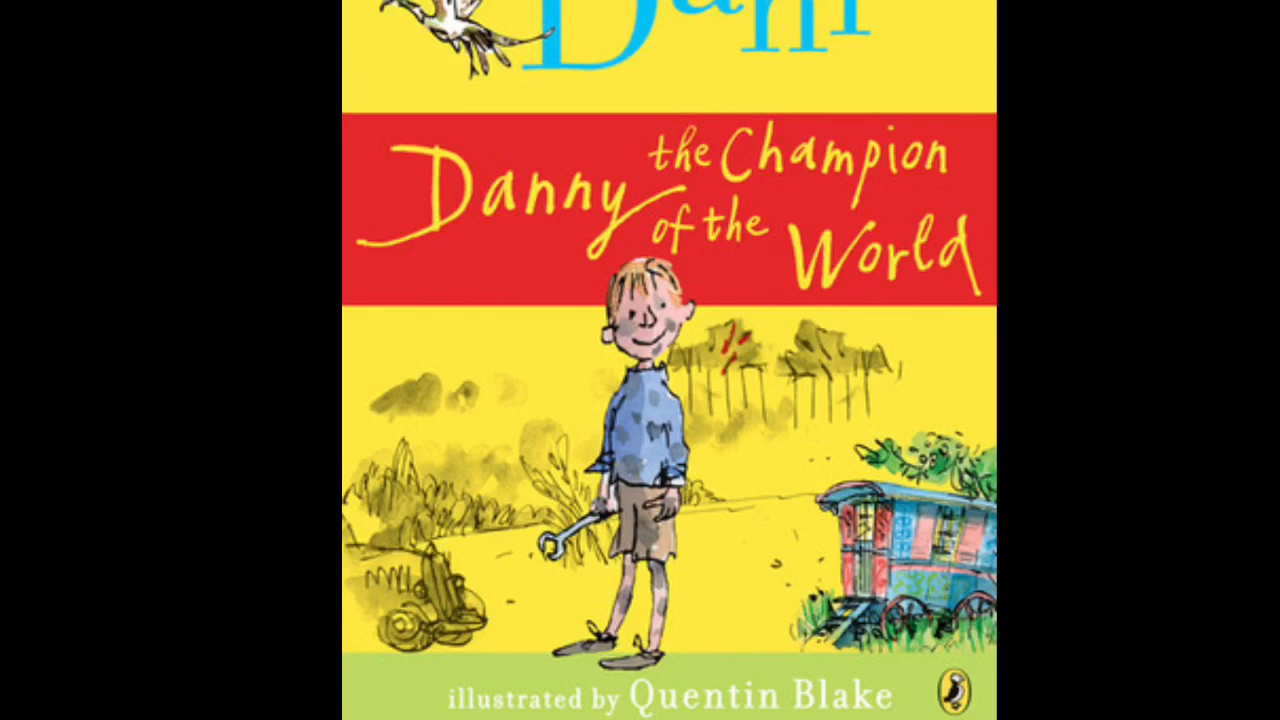 Danny the Champion
of the World
illustrated by Quentin Blake